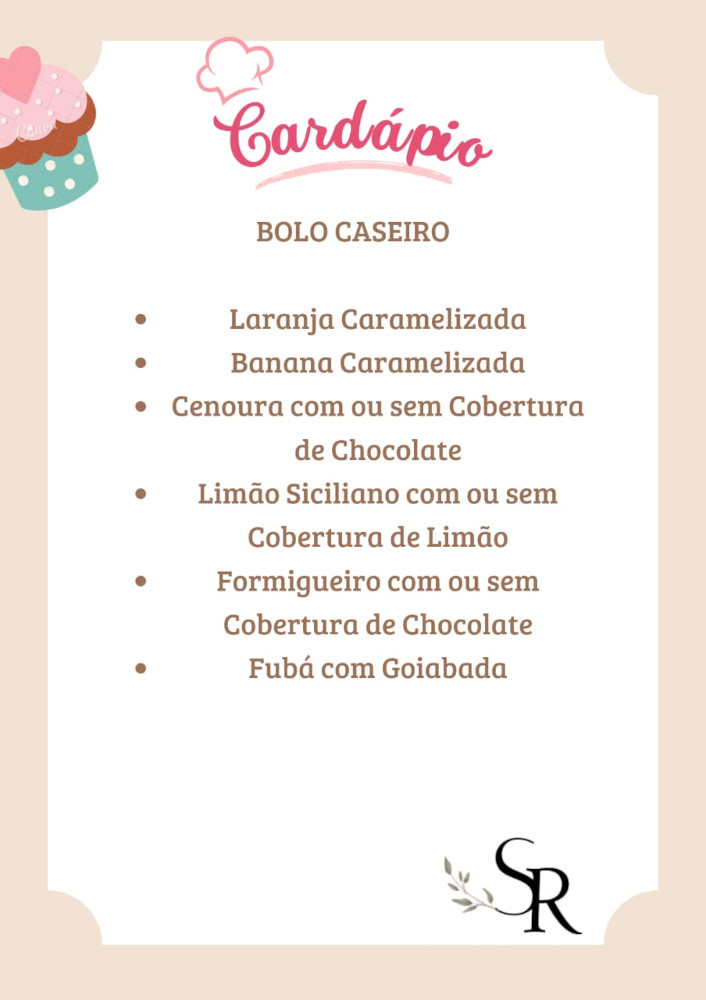 Cardápio
BOLO CASEIRO
• Laranja Caramelizada
• Banana Caramelizada
• Cenoura com ou sem Cobertura
de Chocolate
• Limão Siciliano com ou sem
Cobertura de Limão
• Formigueiro com ou sem
Cobertura de Chocolate
• Fubá com Goiabada
SR